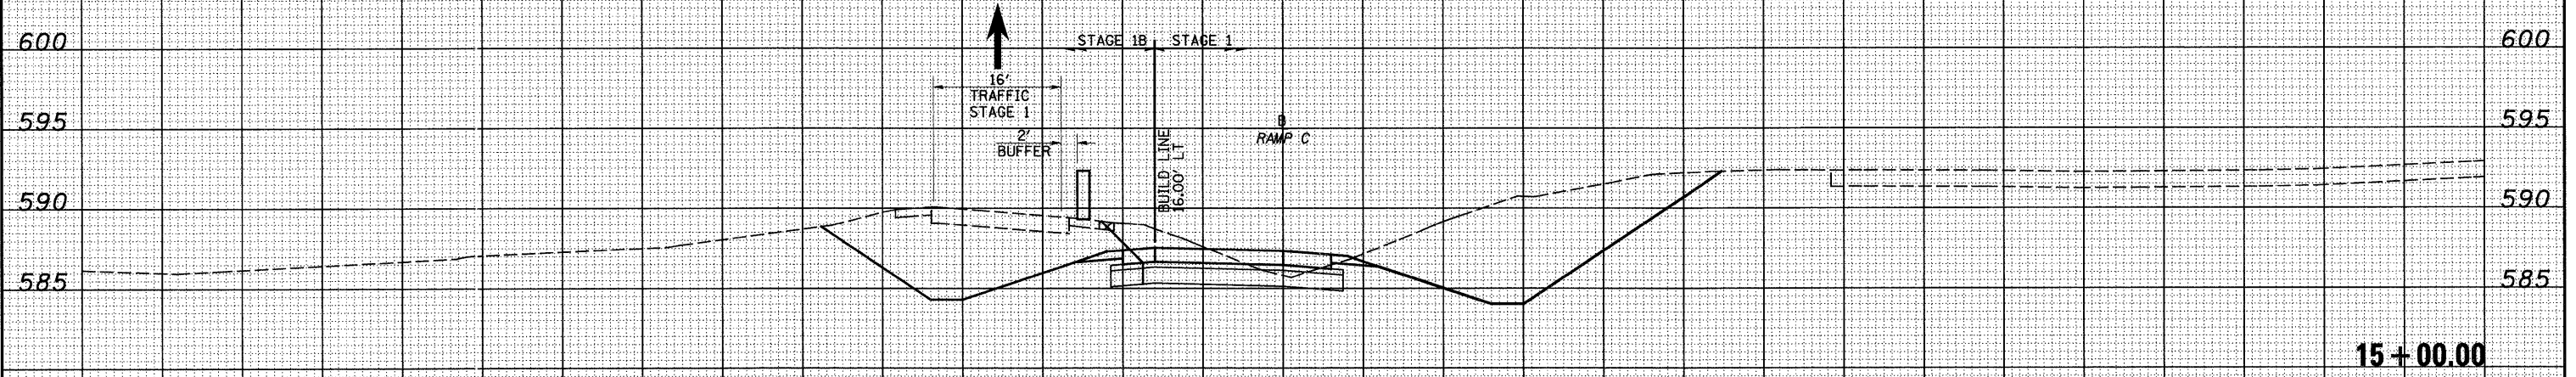 600
STAGE 1B
STAGE 1
600
16'
TRAFFIC
STAGE 1
595
2'
BUFFER
BUILD LINE
16.00' LT
B
RAMP C
595
590
590
585
585
15+00.00